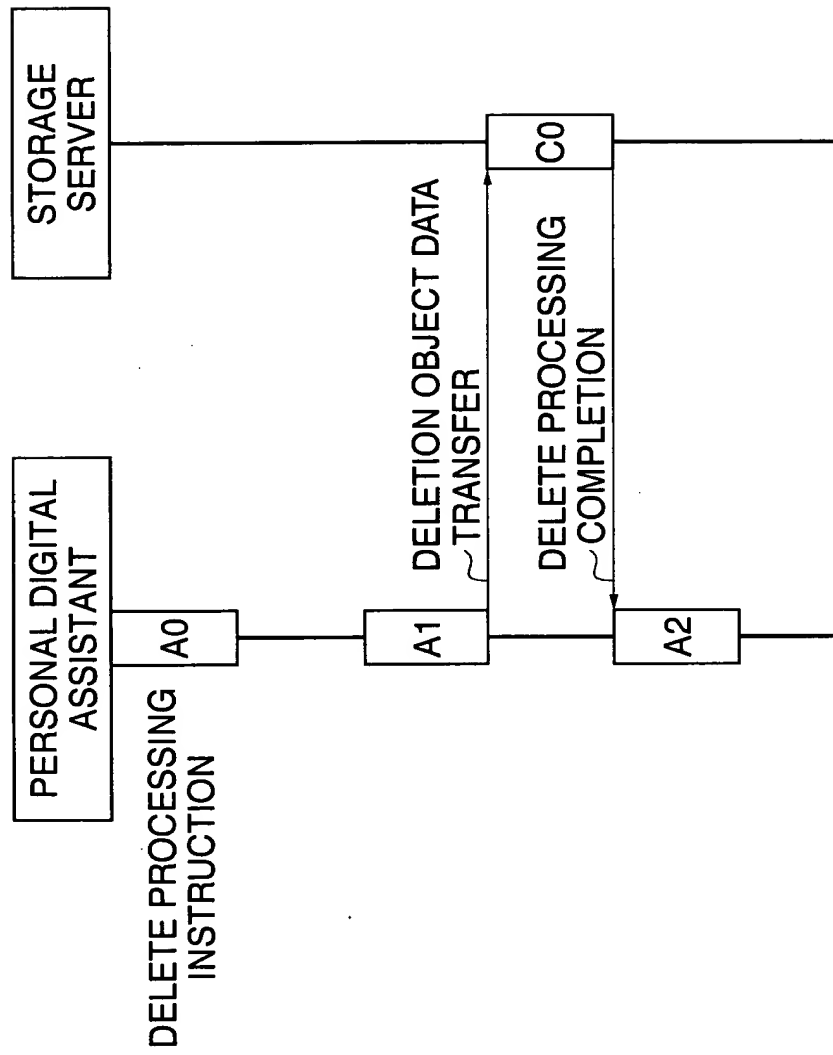 PERSONAL DIGITAL
ASSISTANT
STORAGE
SERVER
DELETE PROCESSING
INSTRUCTION
A0
A1
DELETION OBJECT DATA
TRANSFER
C0
DELETE PROCESSING
COMPLETION
A2